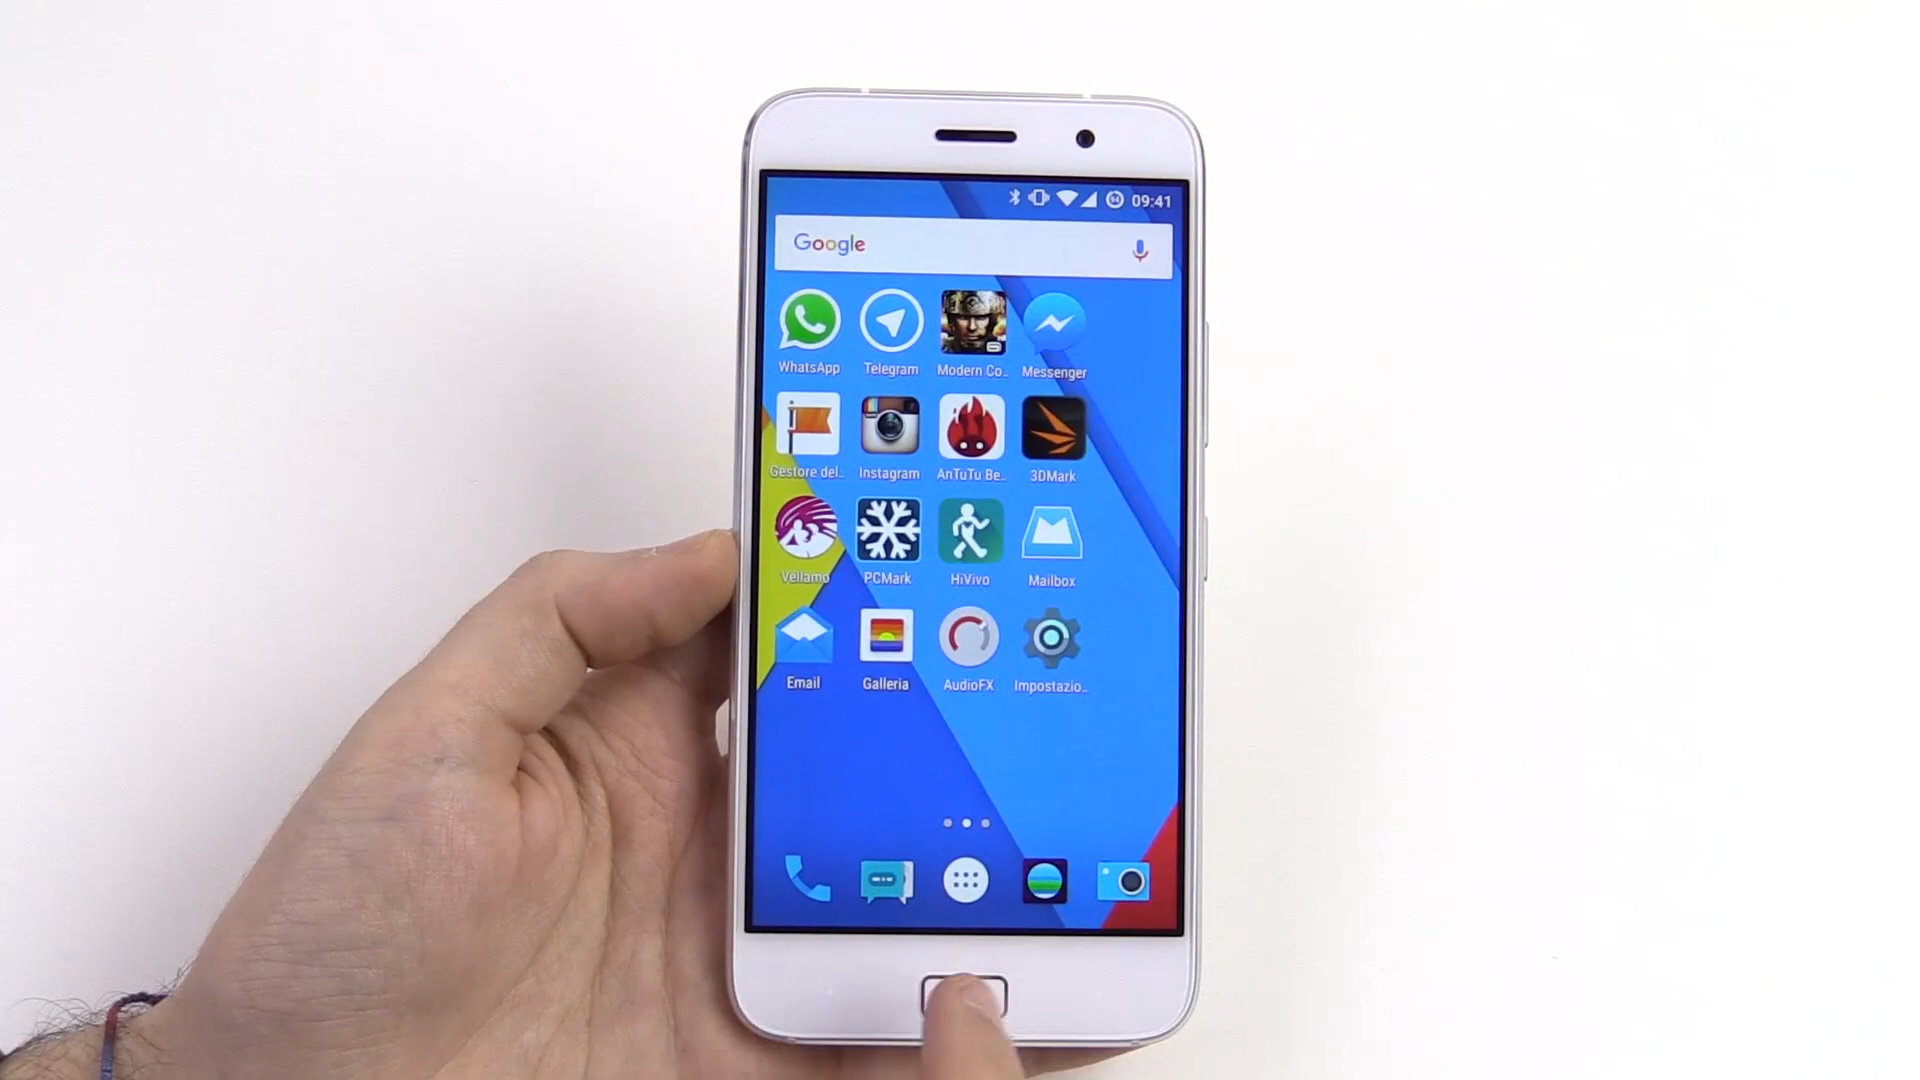 09:41
Google
WhatsApp Telegram Modern Co.. Messenger
Gestore del.. Instagram AnTuTu Be.. 3DMark
Vellamo PCMark HiVivo Mailbox
Email Galleria AudioFX Impostazio..